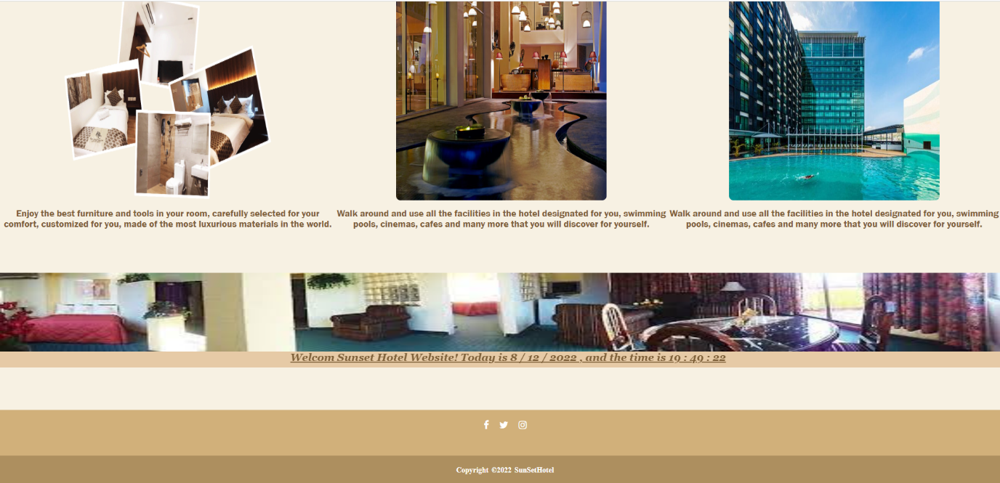 Enjoy the best furniture and tools in your room, carefully selected for your
comfort, customized for you, made of the most luxurious materials in the world.
Walk around and use all the facilities in the hotel designated for you, swimming
pools, cinemas, cafes and many more that you will discover for yourself.
Walk around and use all the facilities in the hotel designated for you, swimming
pools, cinemas, cafes and many more that you will discover for yourself.
Welcom Sunset Hotel Website! Today is 8 / 12 / 2022 , and the time is 19 : 49 : 22
Copyright ©2022 SunSetHotel